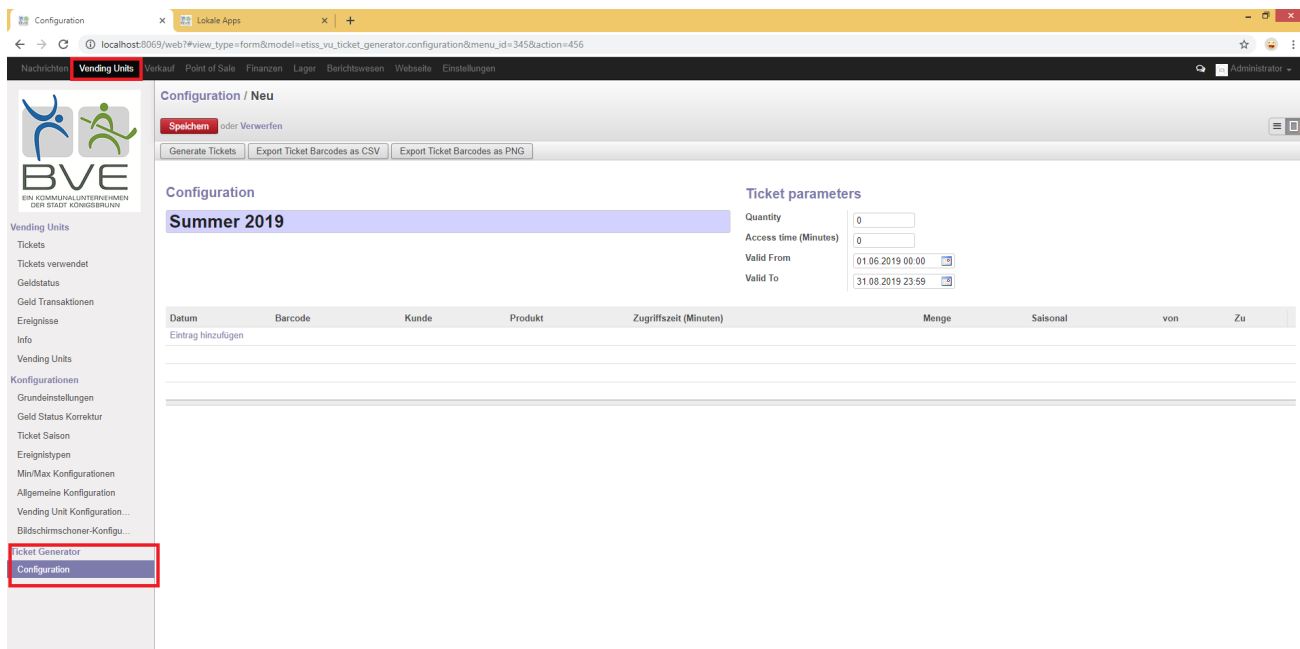 Configuration
Lokale Apps
localhost:8069/web?#view_type=form&model=etiss_vu_ticket_generator.configuration&menu_id=345&action=456
Nachrichten Vending Units Verkauf Point of Sale Finanzen Lager Berichtswesen Webseite Einstellungen
Administrator
BVE
EIN KOMMUNALUNTERNEHMEN
DER STADT KÖNIGSBRUNN
Vending Units
Tickets
Tickets verwendet
Geldstatus
Geld Transaktionen
Ereignisse
Info
Vending Units
Konfigurationen
Grundeinstellungen
Geld Status Korrektur
Ticket Saison
Ereignistypen
Min/Max Konfigurationen
Allgemeine Konfiguration
Vending Unit Konfiguration...
Bildschirmschoner-Konfigu...
Ticket Generator
Configuration
Configuration / Neu
Speichern oder Verwerfen
Generate Tickets Export Ticket Barcodes as CSV Export Ticket Barcodes as PNG
Configuration
Summer 2019
Ticket parameters
Quantity 0
Access time (Minutes) 0
Valid From 01.06.2019 00:00
Valid To 31.08.2019 23:59
Datum Barcode Kunde Produkt Zugriffszeit (Minuten) Menge Saisonal von Zu
Eintrag hinzufügen